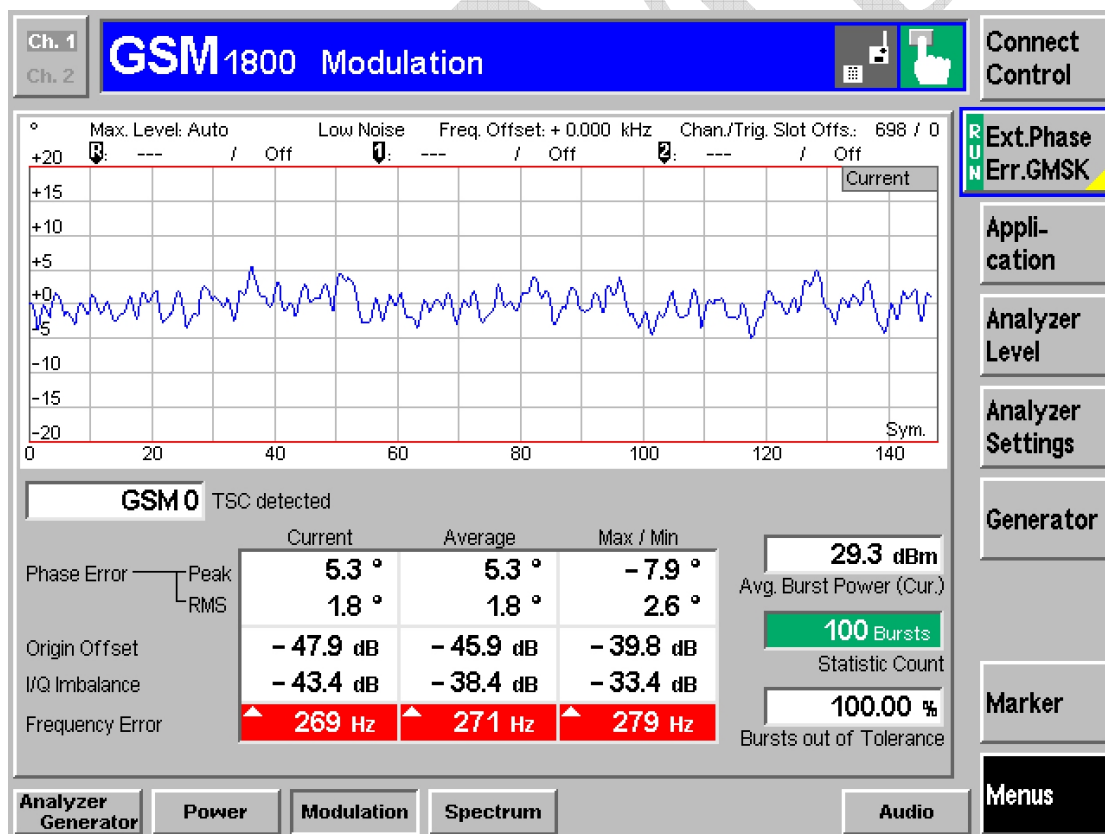 Ch. 1
Ch. 2
GSM 1800 Modulation
Connect
Control
° Max. Level: Auto Low Noise Freq. Offset: + 0.000 kHz Chan./Trig. Slot Offs.: 698 / 0
R: --- / Off 1: --- / Off 2: --- / Off
Current
+20
+15
+10
+5
+0
-5
-10
-15
-20
Sym.
0 20 40 60 80 100 120 140
RUN
Ext.Phase
Err.GMSK
Appli-
cation
Analyzer
Level
Analyzer
Settings
Generator
Marker
Menus
GSM 0 TSC detected
Current Average Max / Min
Phase Error Peak 5.3 ° 5.3 ° – 7.9 °
RMS 1.8 ° 1.8 ° 2.6 °
Origin Offset – 47.9 dB – 45.9 dB – 39.8 dB
I/Q Imbalance – 43.4 dB – 38.4 dB – 33.4 dB
Frequency Error 269 Hz 271 Hz 279 Hz
29.3 dBm
Avg. Burst Power (Cur.)
100 Bursts
Statistic Count
100.00 %
Bursts out of Tolerance
Analyzer
Generator
Power
Modulation
Spectrum
Audio